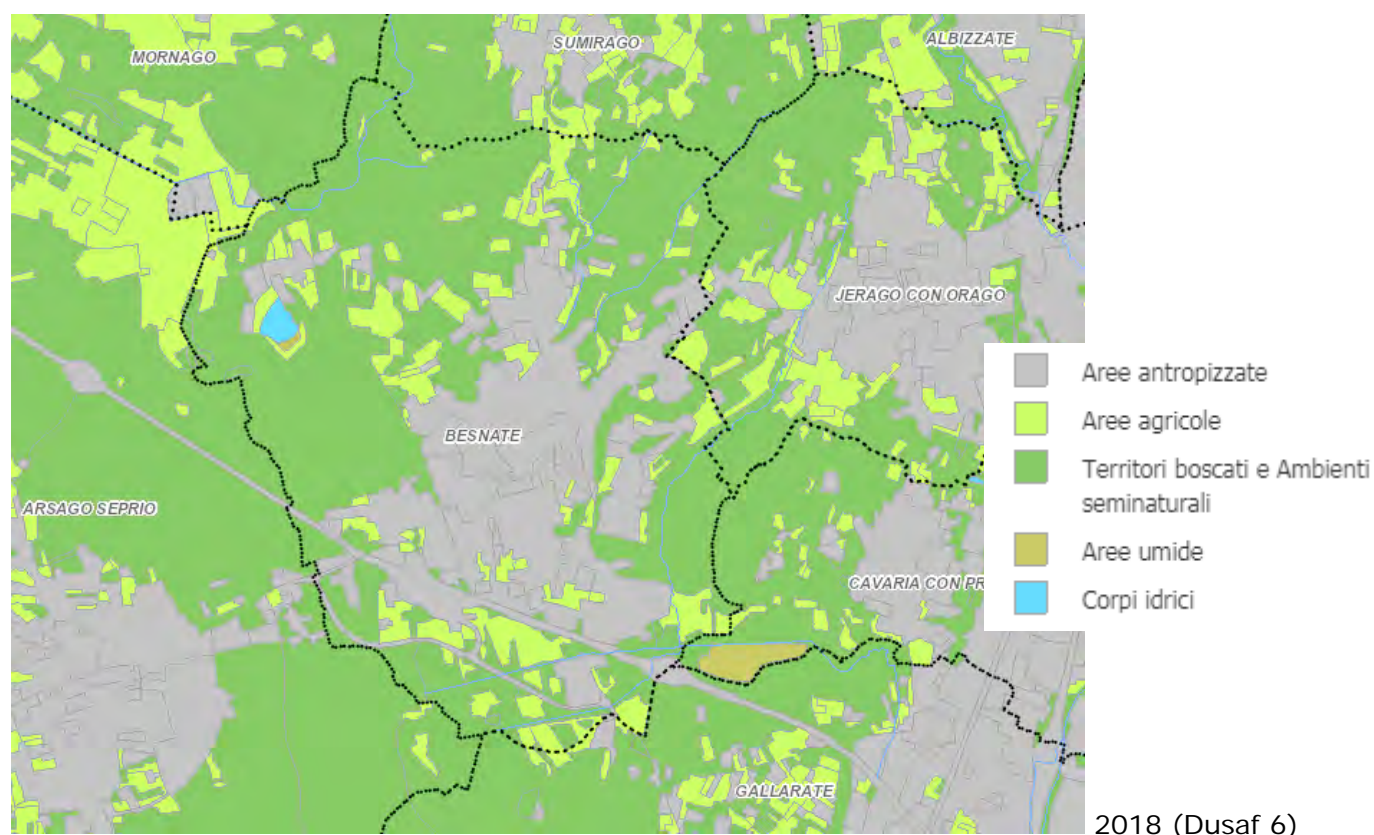 MORNAGO
SUMIRAGO
ALBIZZATE
JERAGO CON ORAGO
BESNATE
ARSAGO SEPRIO
CAVARIA CON PR
GALLARATE
Aree antropizzate
Aree agricole
Territori boscati e Ambienti
seminaturali
Aree umide
Corpi idrici
2018 (Dusaf 6)